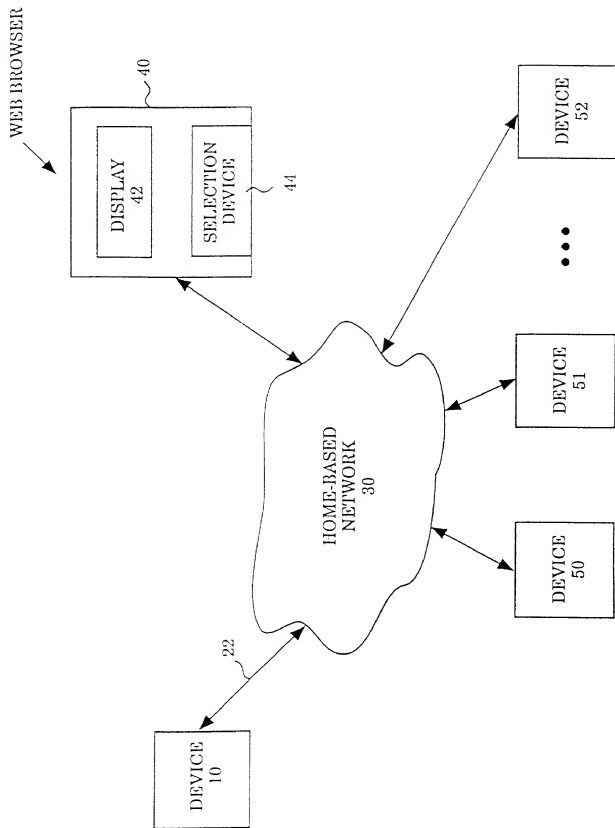 WEB BROWSER
40
DISPLAY
42
SELECTION
DEVICE
44
22
DEVICE
10
HOME-BASED
NETWORK
30
DEVICE
50
DEVICE
51
DEVICE
52